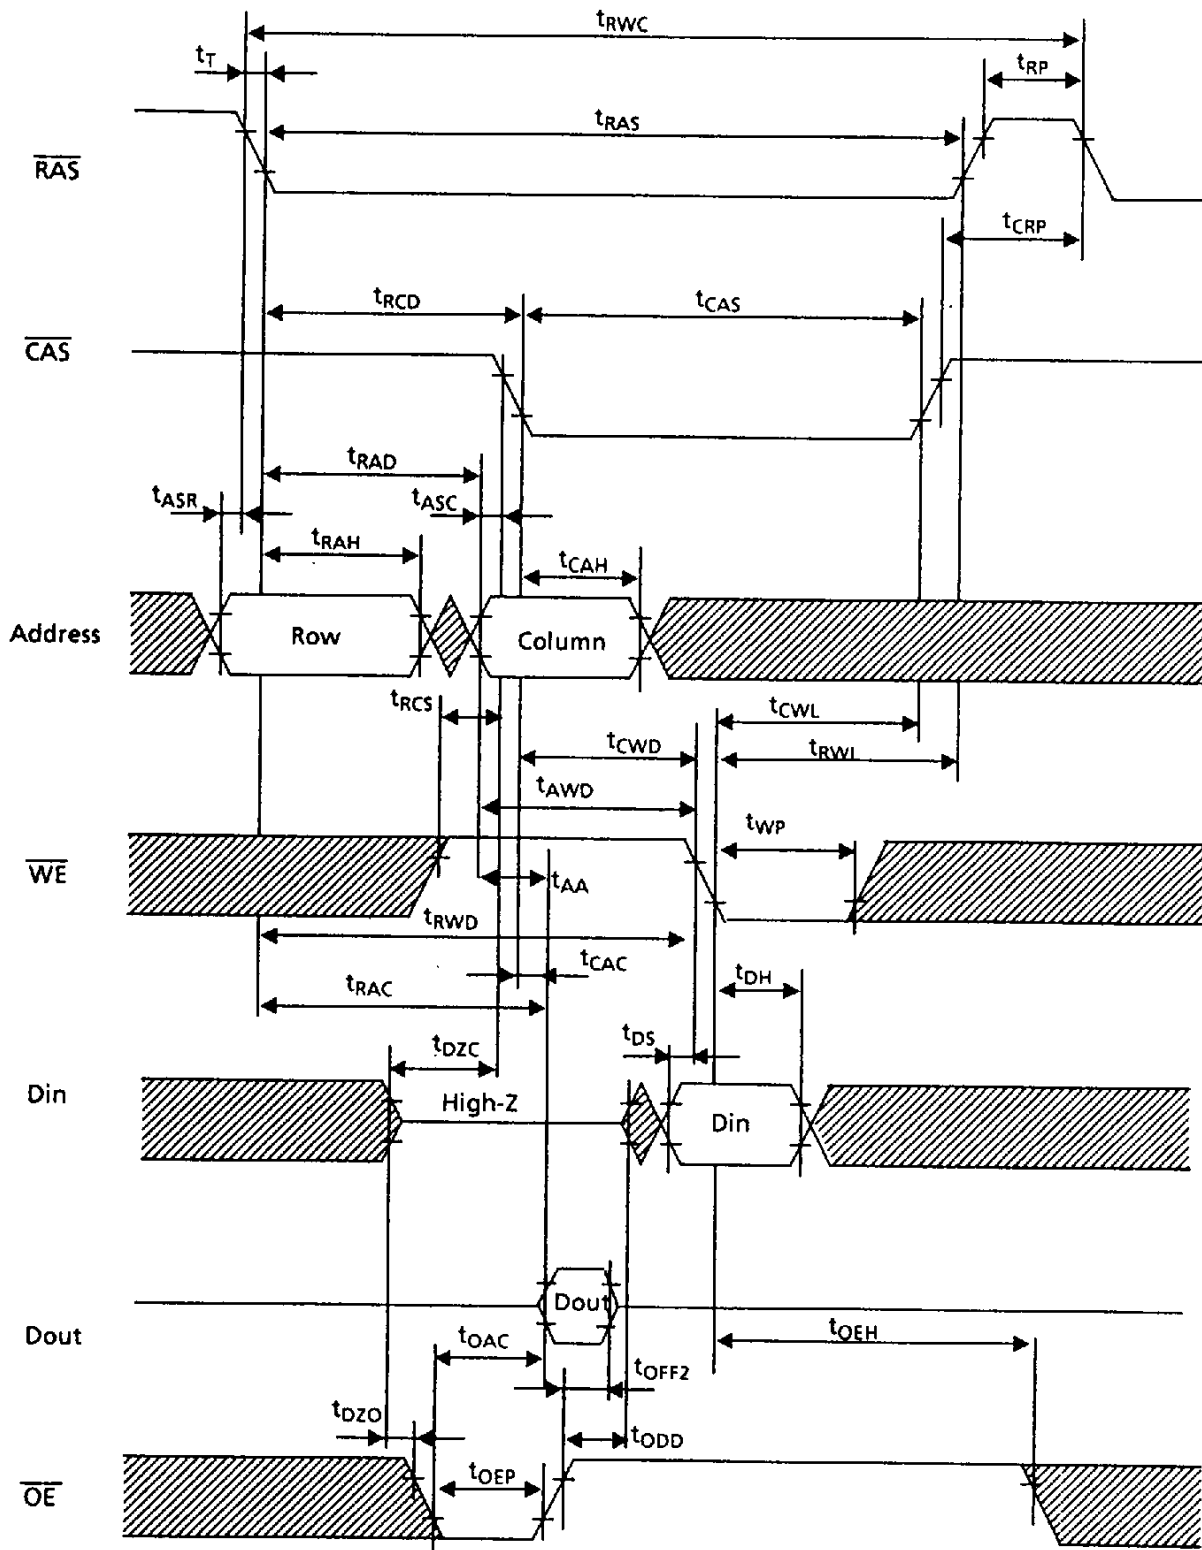 tRWC
tT
tRP
tRAS
RAS
tCRP
tRCD
tCAS
CAS
tRAD
tASR
tASC
tRAH
tCAH
Address
Row
Column
tRCS
tCWL
tCWD
tRWL
tAWD
tWP
WE
tAA
tRWD
tCAC
tDH
tRAC
tDS
tDZC
Din
High-Z
Din
Dout
Dout
tOAC
tOEH
tOFF2
tDZO
tODD
tOEP
OE